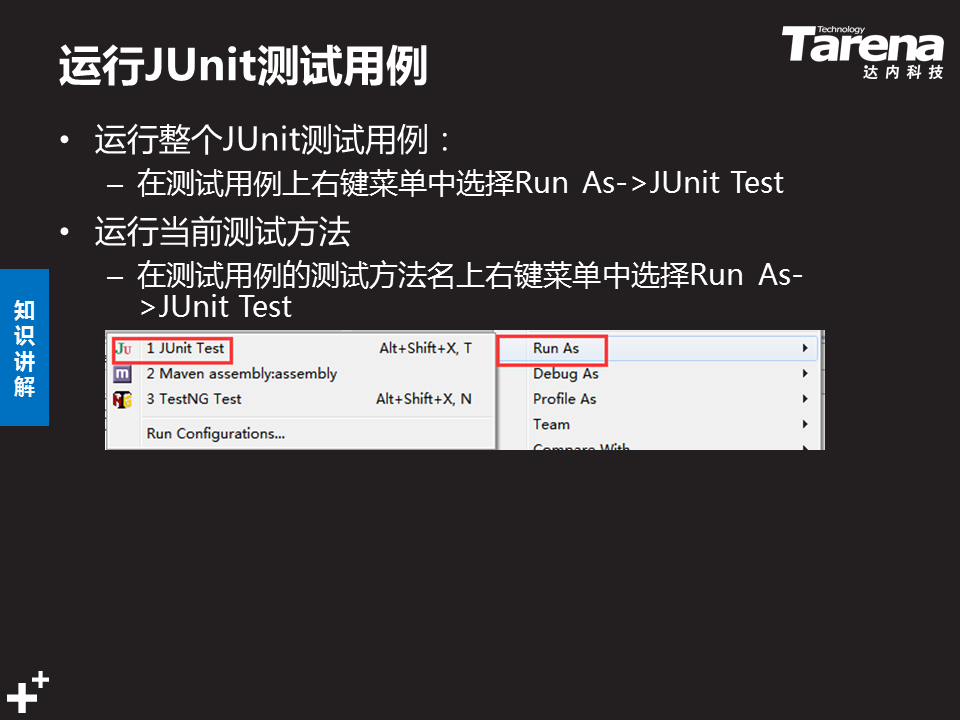 运行JUnit测试用例
Technology
Tarena
达内科技
• 运行整个JUnit测试用例：
– 在测试用例上右键菜单中选择Run As->JUnit Test
• 运行当前测试方法
– 在测试用例的测试方法名上右键菜单中选择Run As-
>JUnit Test
知识讲解
JU 1 JUnit Test Alt+Shift+X, T
m 2 Maven assembly:assembly
NG 3 TestNG Test Alt+Shift+X, N
Run Configurations...
Run As
Debug As
Profile As
Team
Compare With